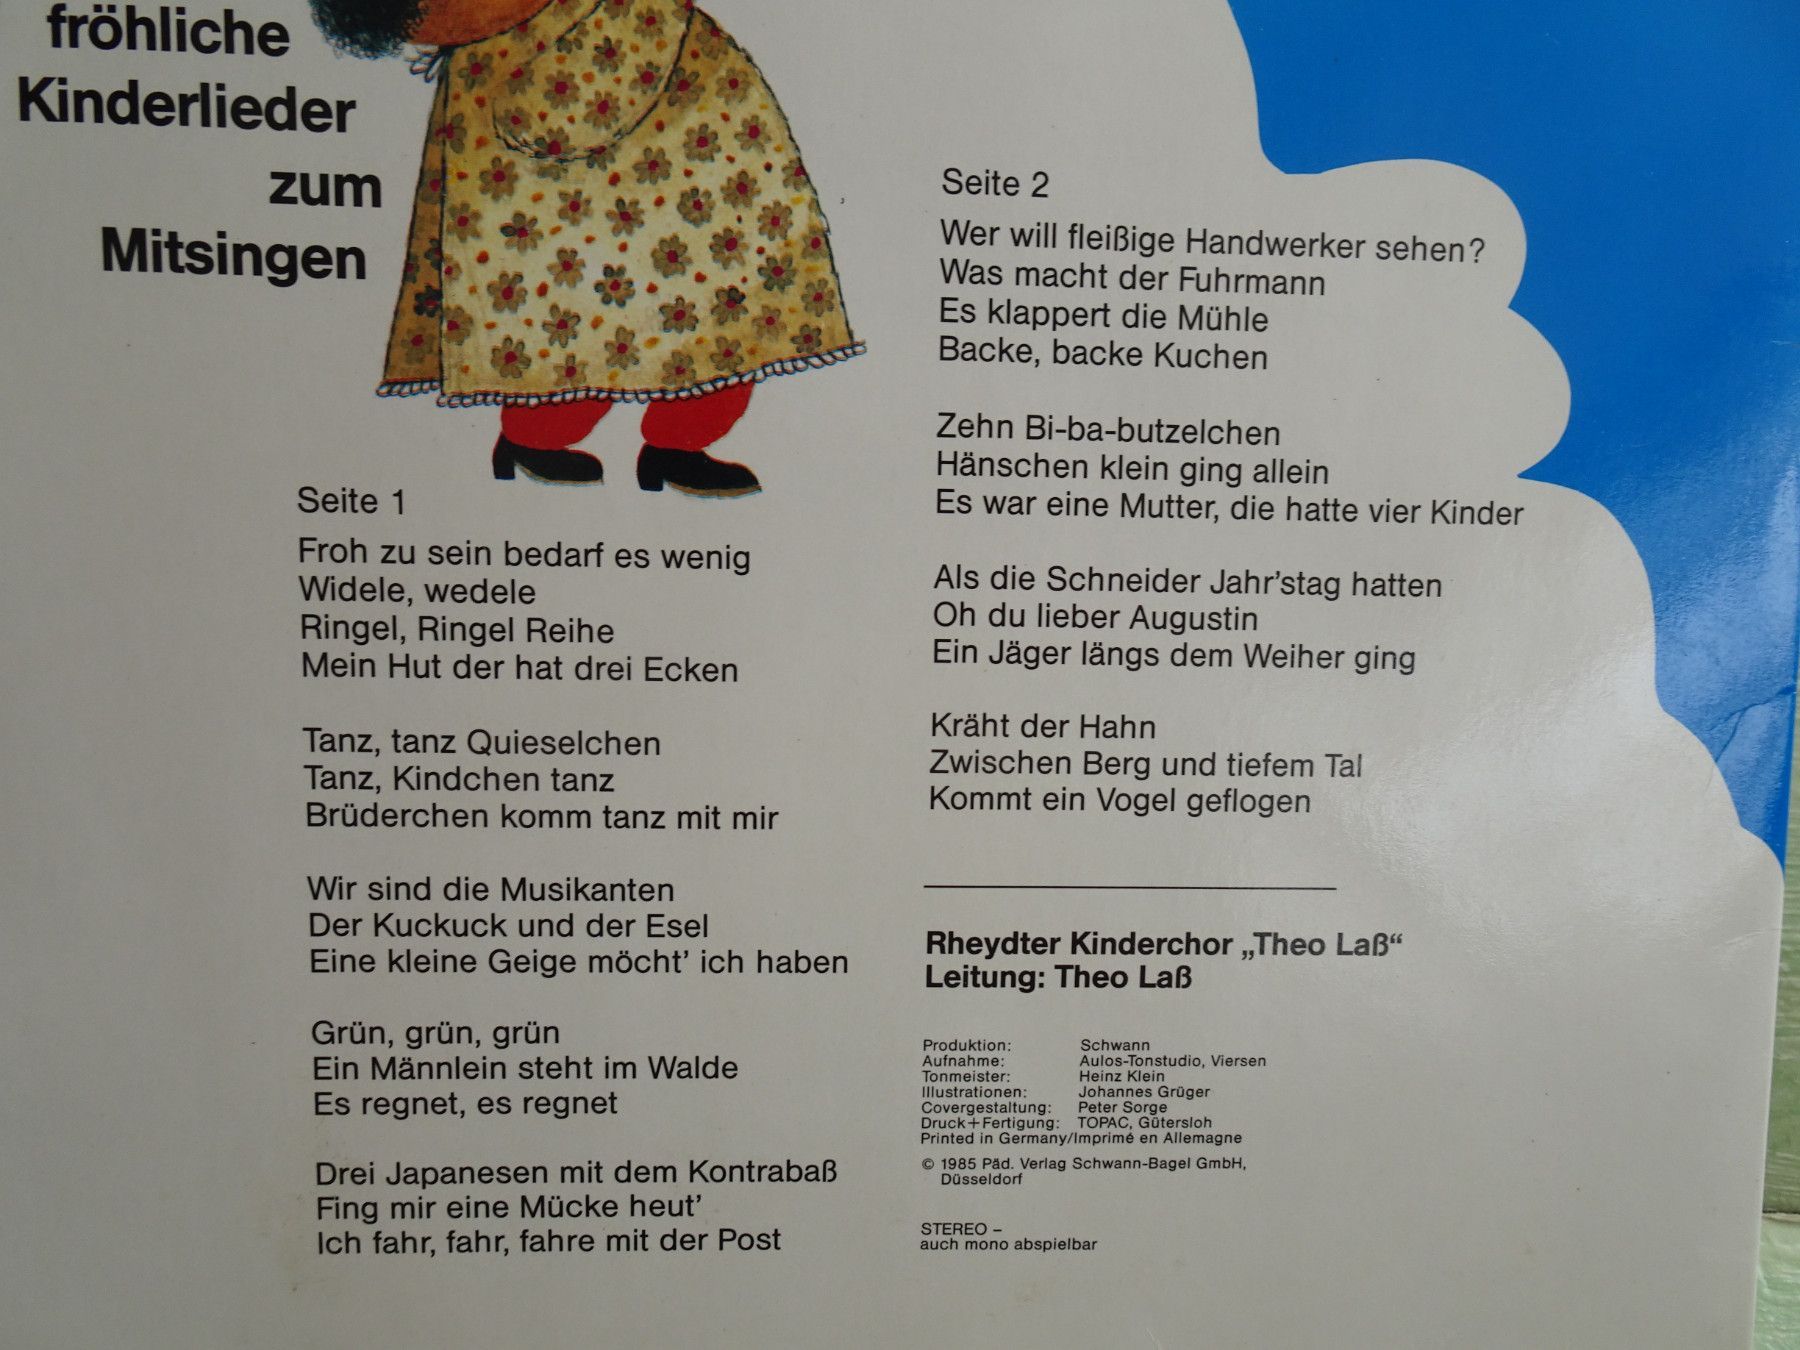 fröhliche
Kinderlieder
zum
Mitsingen
Seite 1
Froh zu sein bedarf es wenig
Widele, wedele
Ringel, Ringel Reihe
Mein Hut der hat drei Ecken
Tanz, tanz Quieselchen
Tanz, Kindchen tanz
Brüderchen komm tanz mit mir
Wir sind die Musikanten
Der Kuckuck und der Esel
Eine kleine Geige möcht’ ich haben
Grün, grün, grün
Ein Männlein steht im Walde
Es regnet, es regnet
Drei Japanesen mit dem Kontrabaß
Fing mir eine Mücke heut’
Ich fahr, fahr, fahre mit der Post
Seite 2
Wer will fleißige Handwerker sehen?
Was macht der Fuhrmann
Es klappert die Mühle
Backe, backe Kuchen
Zehn Bi-ba-butzelchen
Hänschen klein ging allein
Es war eine Mutter, die hatte vier Kinder
Als die Schneider Jahr’stag hatten
Oh du lieber Augustin
Ein Jäger längs dem Weiher ging
Kräht der Hahn
Zwischen Berg und tiefem Tal
Kommt ein Vogel geflogen
Rheydter Kinderchor „Theo Laß“
Leitung: Theo Laß
Produktion: Schwann
Aufnahme: Aulos-Tonstudio, Viersen
Tonmeister: Heinz Klein
Illustrationen: Johannes Grüger
Covergestaltung: Peter Sorge
Druck+Fertigung: TOPAC, Gütersloh
Printed in Germany/Imprimé en Allemagne
© 1985 Päd. Verlag Schwann-Bagel GmbH,
Düsseldorf
STEREO –
auch mono abspielbar